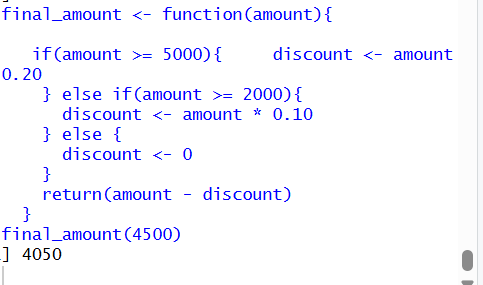 final_amount <- function(amount){
if(amount >= 5000){     discount <- amount
0.20
} else if(amount >= 2000){
discount <- amount * 0.10
} else {
discount <- 0
}
return(amount - discount)
}
final_amount(4500)
] 4050